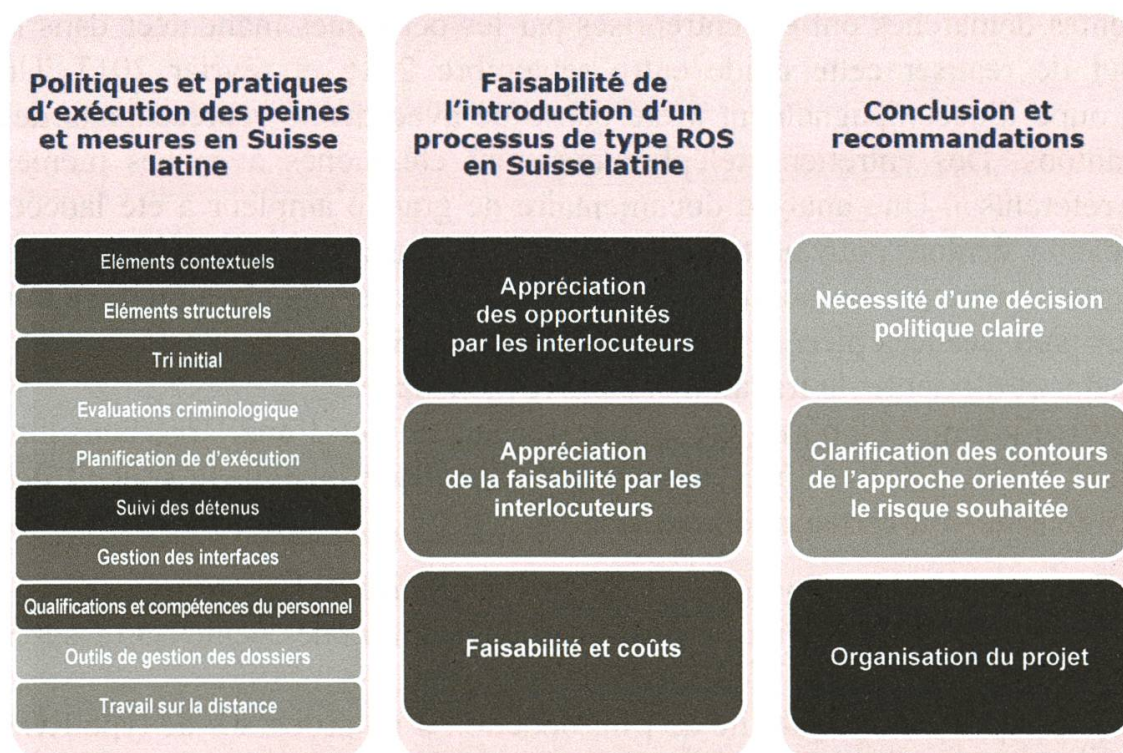 Politiques et pratiques
d'exécution des peines
et mesures en Suisse
latine
Eléments contextuels
Eléments structurels
Tri initial
Evaluations criminologique
Planification de d'exécution
Suivi des détenus
Gestion des interfaces
Qualifications et compétences du personnel
Outils de gestion des dossiers
Travail sur la distance
Faisabilité de
l'introduction d'un
processus de type ROS
en Suisse latine
Appréciation
des opportunités
par les interlocuteurs
Appréciation
de la faisabilité par les
interlocuteurs
Faisabilité et coûts
Conclusion et
recommandations
Nécessité d'une décision
politique claire
Clarification des contours
de l'approche orientée sur
le risque souhaitée
Organisation du projet